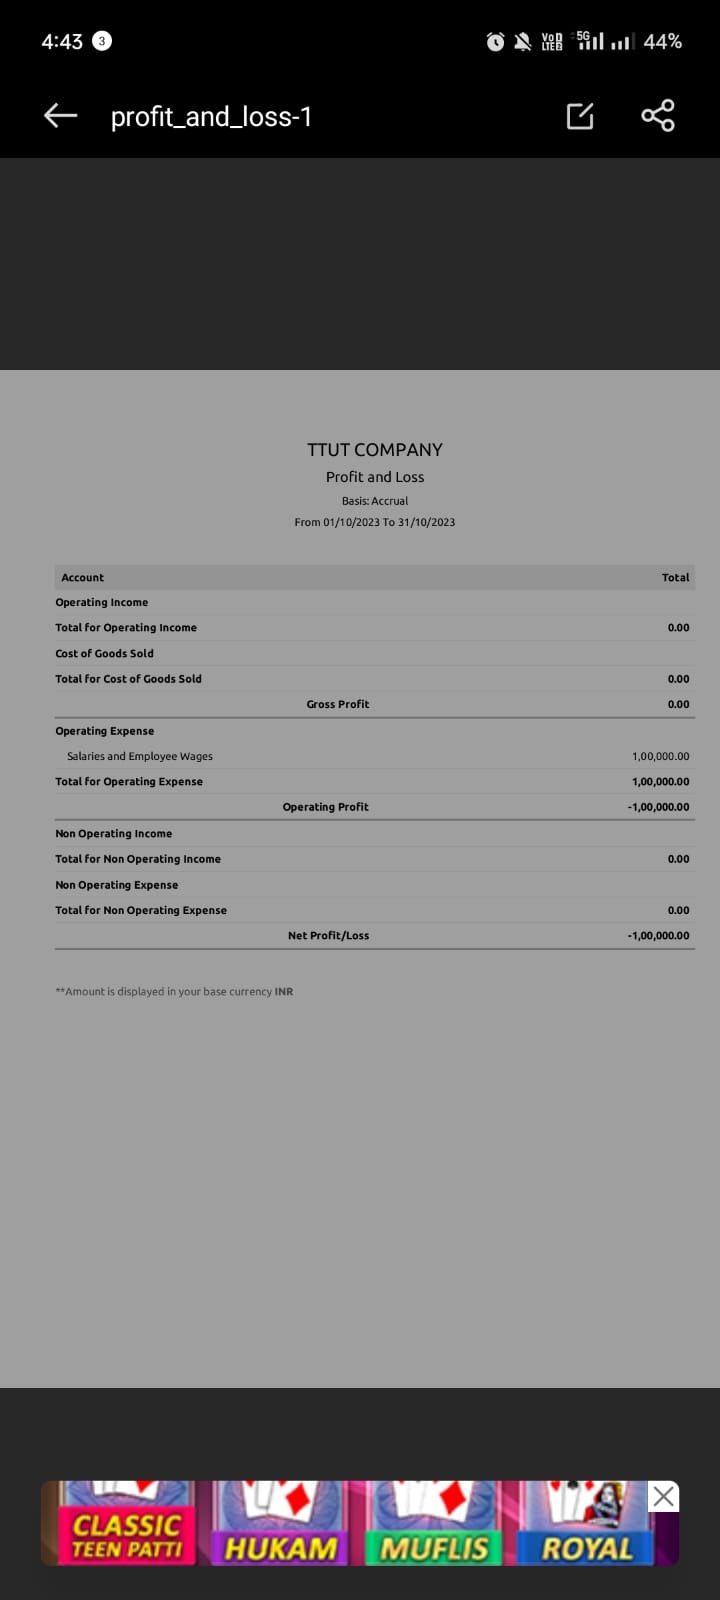 4:43 3 VoD LTE2 5G 44%
profit_and_loss-1
TTUT COMPANY
Profit and Loss
Basis: Accrual
From 01/10/2023 To 31/10/2023
Account Total
Operating Income
Total for Operating Income 0.00
Cost of Goods Sold
Total for Cost of Goods Sold 0.00
Gross Profit 0.00
Operating Expense
Salaries and Employee Wages 1,00,000.00
Total for Operating Expense 1,00,000.00
Operating Profit -1,00,000.00
Non Operating Income
Total for Non Operating Income 0.00
Non Operating Expense
Total for Non Operating Expense 0.00
Net Profit/Loss -1,00,000.00
**Amount is displayed in your base currency INR
CLASSIC TEEN PATTI HUKAM MUFLIS ROYAL